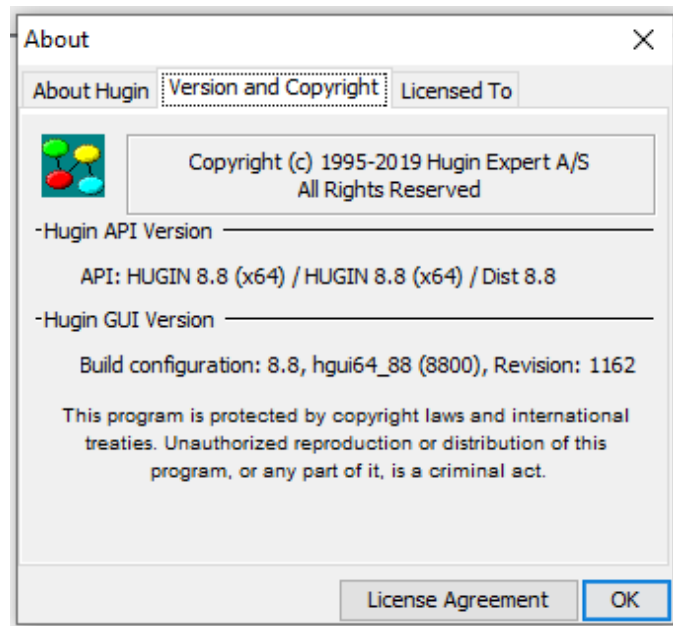 About
About Hugin
Version and Copyright
Licensed To
Copyright (c) 1995-2019 Hugin Expert A/S
All Rights Reserved
-Hugin API Version
API: HUGIN 8.8 (x64) / HUGIN 8.8 (x64) / Dist 8.8
-Hugin GUI Version
Build configuration: 8.8, hgui64_88 (8800), Revision: 1162
This program is protected by copyright laws and international
treaties. Unauthorized reproduction or distribution of this
program, or any part of it, is a criminal act.
License Agreement
OK